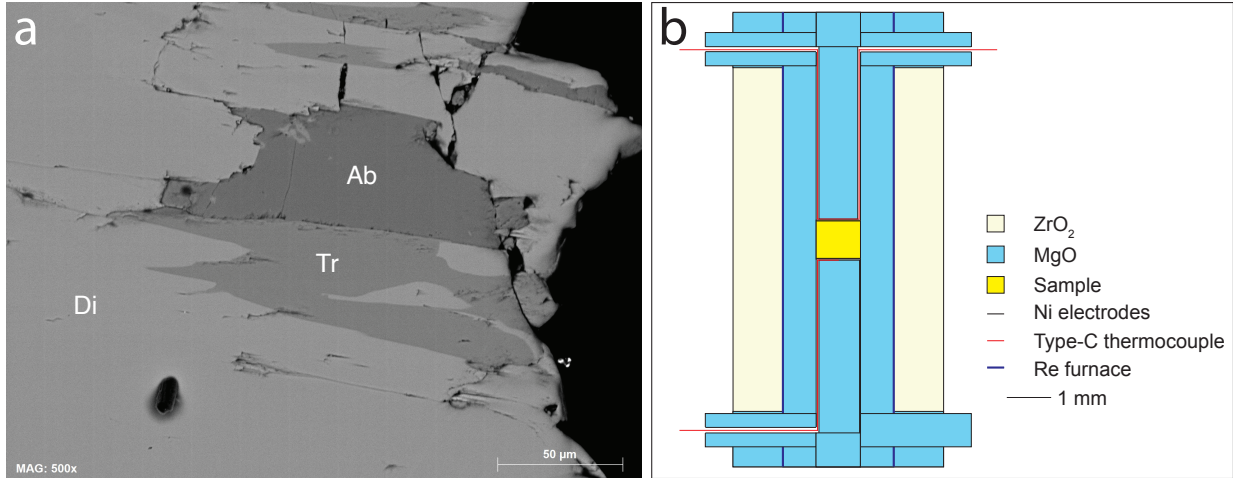 a
Ab
Tr
Di
MAG: 500x
50 µm
b
ZrO₂
MgO
Sample
Ni electrodes
Type-C thermocouple
Re furnace
1 mm